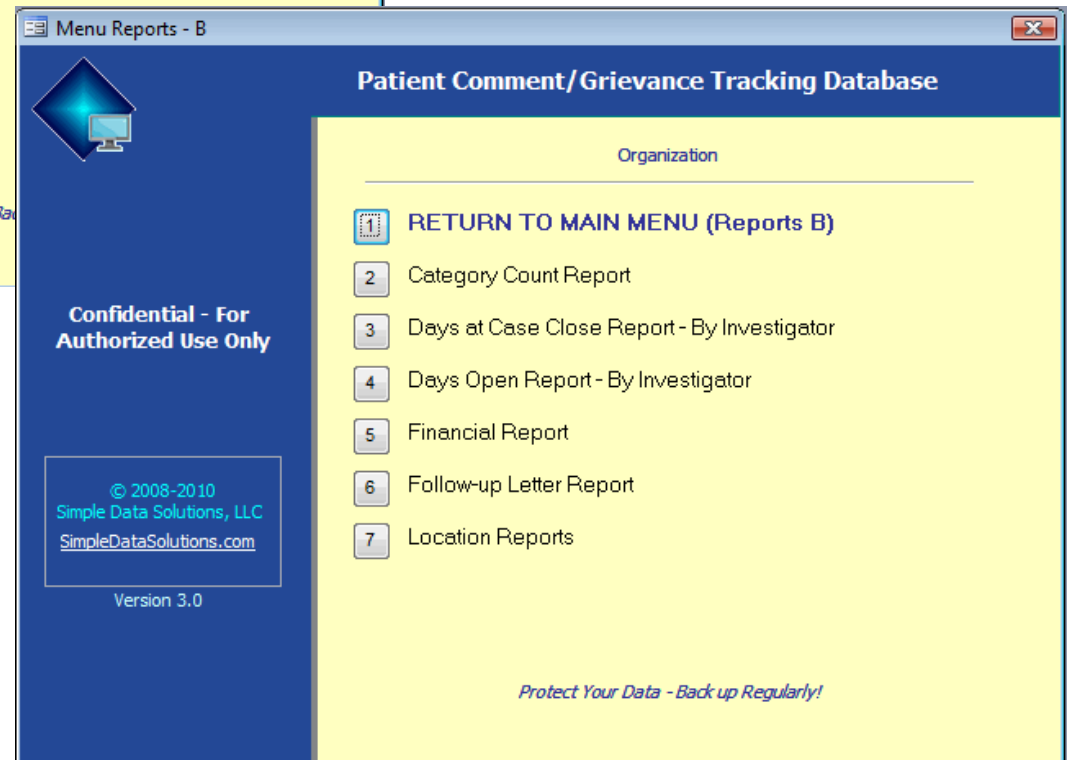 Menu Reports - B
Patient Comment/Grievance Tracking Database
Organization
1 RETURN TO MAIN MENU (Reports B)
2 Category Count Report
3 Days at Case Close Report - By Investigator
4 Days Open Report - By Investigator
5 Financial Report
6 Follow-up Letter Report
7 Location Reports
Protect Your Data - Back up Regularly!
Confidential - For
Authorized Use Only
© 2008-2010
Simple Data Solutions, LLC
SimpleDataSolutions.com
Version 3.0